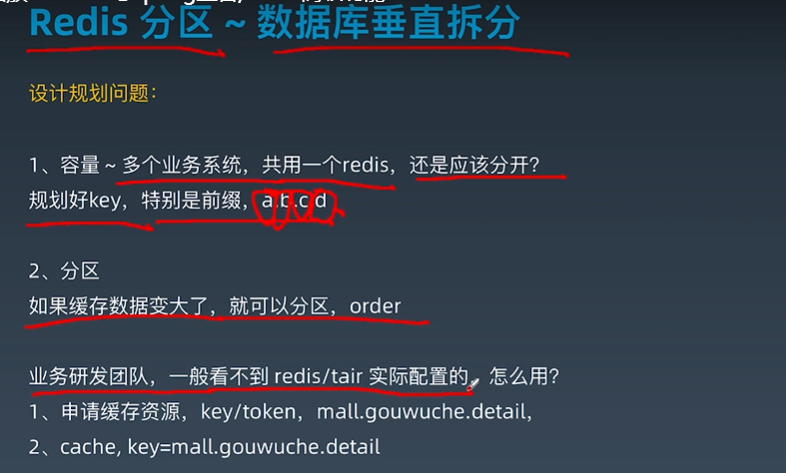 Redis 分区 ~ 数据库垂直拆分
设计规划问题：
1、容量 ~ 多个业务系统，共用一个redis，还是应该分开？
规划好key，特别是前缀，a.b.c.d
2、分区
如果缓存数据变大了，就可以分区，order
业务研发团队，一般看不到 redis/tair 实际配置的，怎么用？
1、申请缓存资源，key/token，mall.gouwuche.detail，
2、cache, key=mall.gouwuche.detail